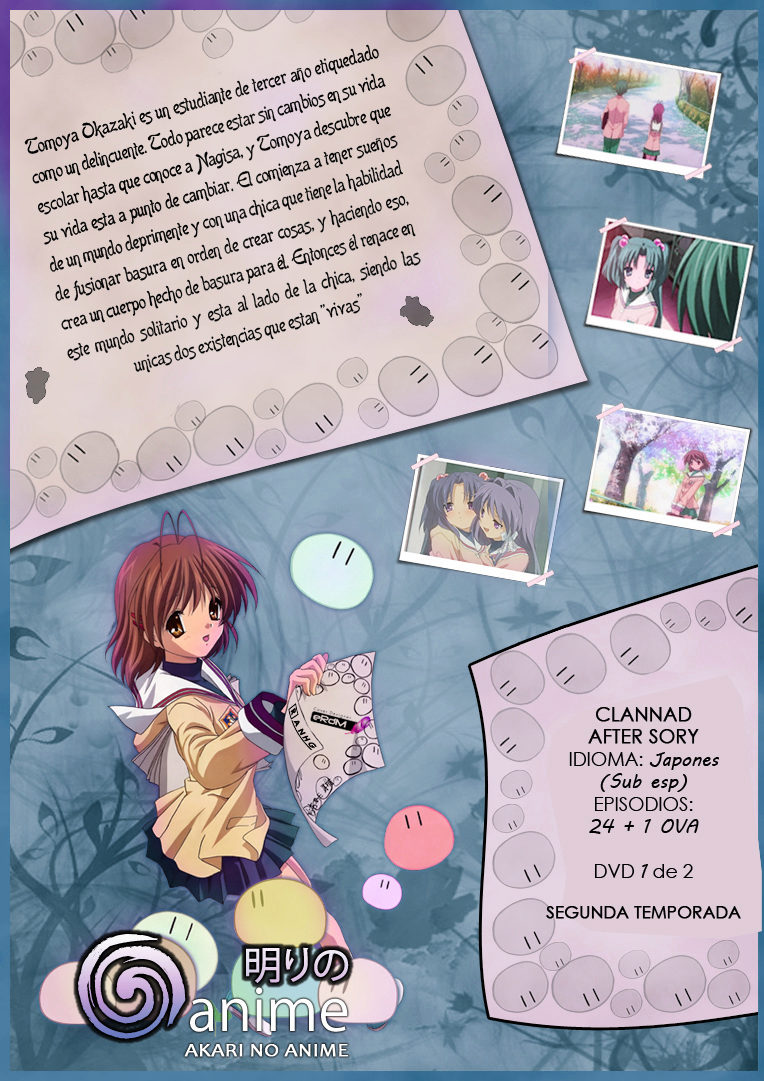 Tomoya Okazaki es un estudiante de tercer año etiquedado
como un delincuente. Todo parece estar sin cambios en su vida
escolar hasta que conoce a Nagisa, y Tomoya descubre que
su vida esta a punto de cambiar. El comienza a tener sueños
de un mundo deprimente y con una chica que tiene la habilidad
de fusionar basura en orden de crear cosas, y haciendo eso,
crea un cuerpo hecho de basura para él. Entonces él renace en
este mundo solitario y esta al lado de la chica, siendo las
unicas dos existencias que estan "vivas"
eRdM
CLANNAD
AFTER SORY
IDIOMA: Japones
(Sub esp)
EPISODIOS:
24 + 1 OVA
DVD 1 de 2
SEGUNDA TEMPORADA
明りの
anime
AKARI NO ANIME